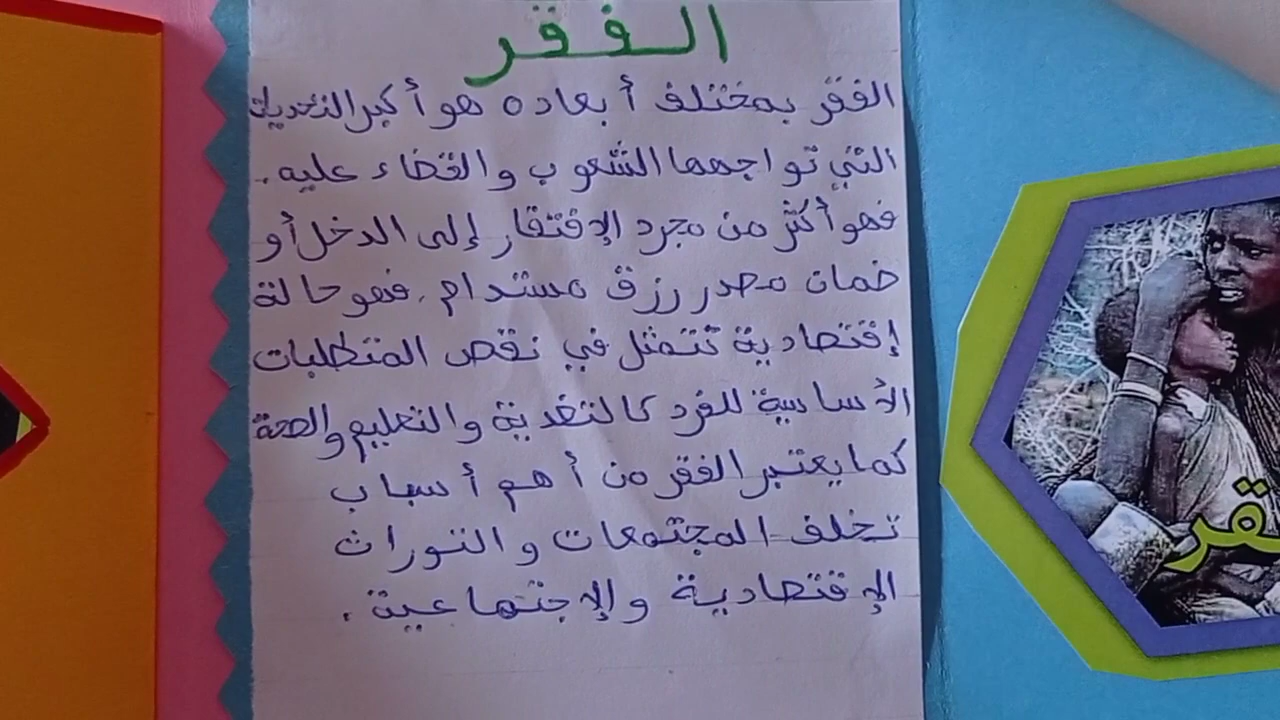 الفقر
الفقر بمختلف أبعاده هو أكبر التحديات
التي تواجهها الشعوب والقضاء عليه.
فهو أكثر من مجرد الإفتقار إلى الدخل أو
ضمان مصدر رزق مستدام, فهو حالة
إقتصادية تتمثل في نقص المتطلبات
الأساسية للفرد كالتغدية والتعليم والصحة
كما يعتبر الفقر من أهم أسباب
تخلف المجتمعات والتوراث
الإقتصادية والإجتماعية.